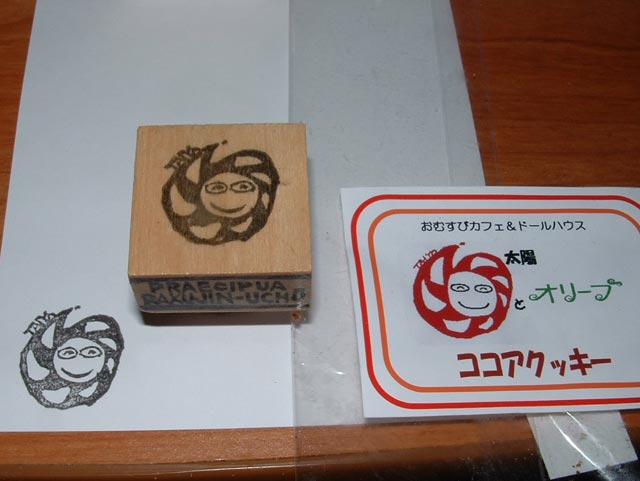 PRAECIPUA
RAKUJIN-UCHO
おむすびカフェ&ドールハウス
太陽
と
オリーブ
ココアクッキー